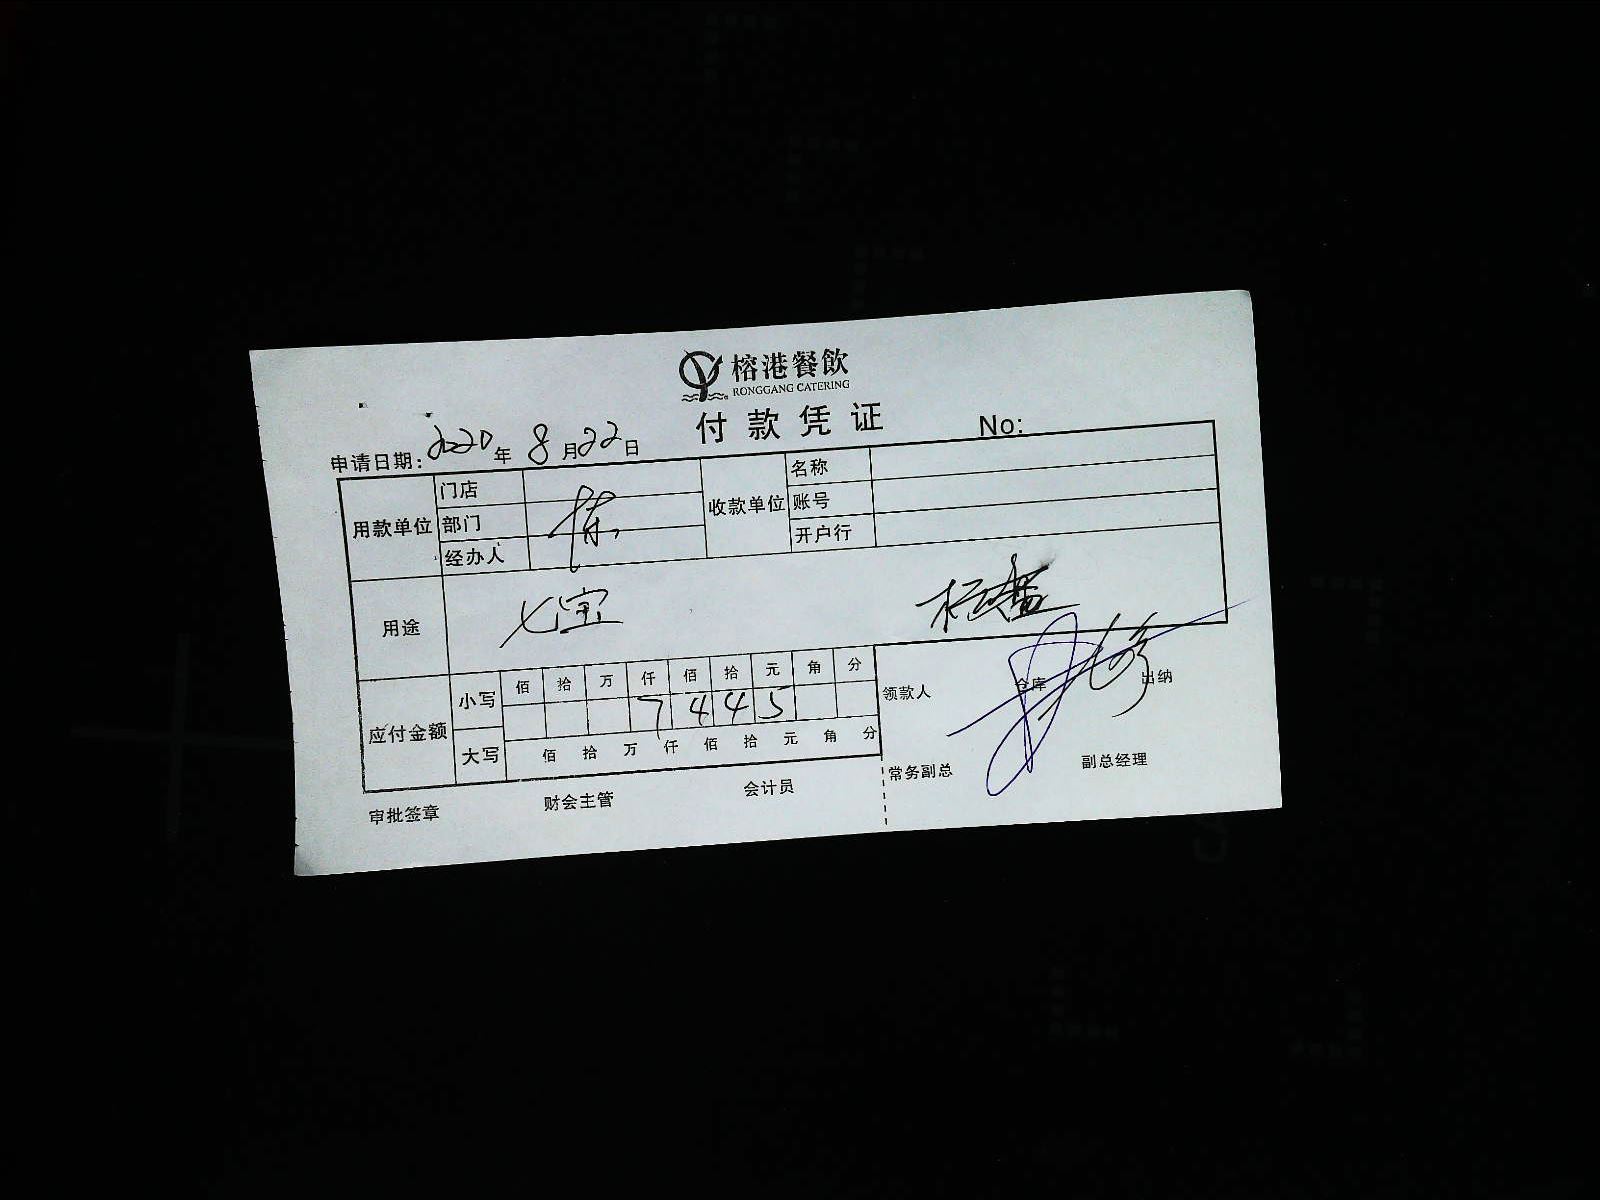 榕港餐飲
RONGGANG CATERING
付款凭证
No:
申请日期: 2020年8月22日
用款单位 门店 收款单位 名称
部门 账号
经办人 开户行
用途 七宝
应付金额 小写 佰 拾 万 仟 佰 拾 元 角 分
7 4 4 5
大写 佰 拾 万 仟 佰 拾 元 角 分
领款人 仓库 出纳
审批签章 财会主管 会计员 常务副总 副总经理